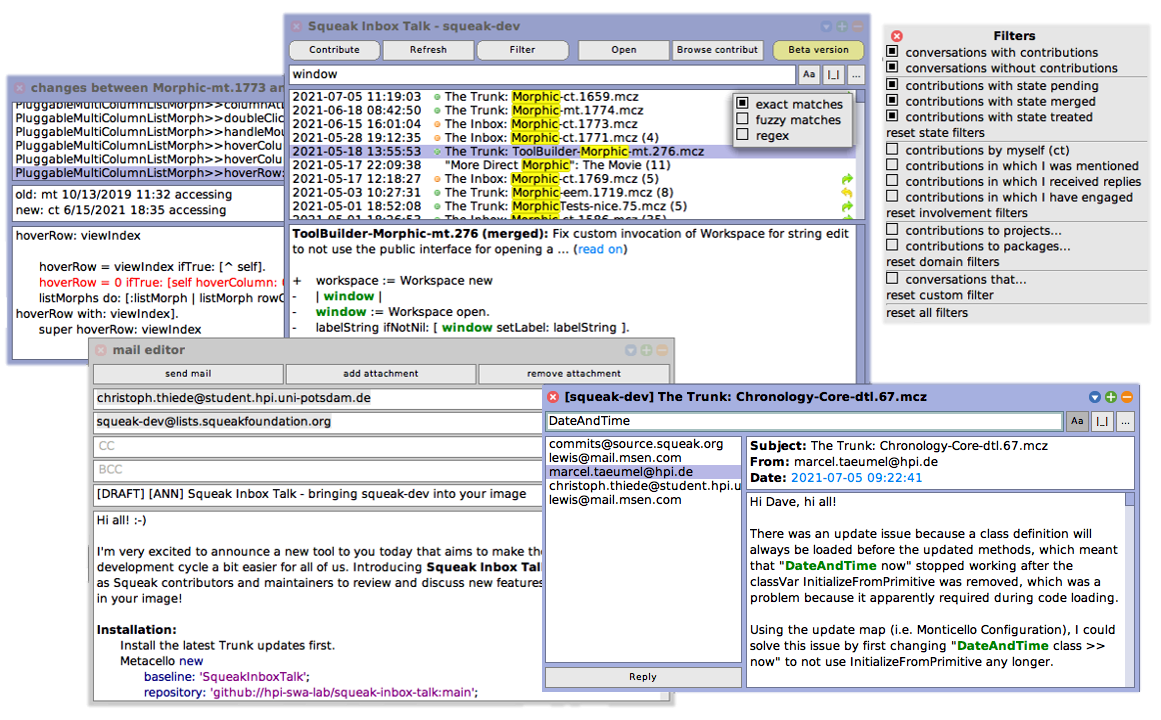 Squeak Inbox Talk - squeak-dev
Contribute
Refresh
Filter
Open
Browse contribut
Beta version
window
Aa
|_|
...
2021-07-05 11:19:03 The Trunk: Morphic-ct.1659.mcz
2021-06-18 08:42:50 The Trunk: Morphic-mt.1774.mcz
2021-06-15 16:01:04 The Inbox: Morphic-ct.1773.mcz
2021-05-28 19:12:35 The Inbox: Morphic-ct.1771.mcz (4)
2021-05-18 13:55:53 The Trunk: ToolBuilder-Morphic-mt.276.mcz
2021-05-17 22:09:38 "More Direct Morphic": The Movie (11)
2021-05-17 12:18:27 The Inbox: Morphic-ct.1769.mcz (5)
2021-05-03 10:27:31 The Trunk: Morphic-eem.1719.mcz (8)
2021-05-01 18:52:08 The Trunk: MorphicTests-nice.75.mcz (5)
2021-05-01 18:26:53 The Inbox: Morphic-ct.1586.mcz (35)
exact matches
fuzzy matches
regex
ToolBuilder-Morphic-mt.276 (merged): Fix custom invocation of Workspace for string edit
to not use the public interface for opening a ... (read on)
+ workspace := Workspace new
- | window |
- window := Workspace open.
- labelString ifNotNil: [ window setLabel: labelString ].
Filters
conversations with contributions
conversations without contributions
contributions with state pending
contributions with state merged
contributions with state treated
reset state filters
contributions by myself (ct)
contributions in which I was mentioned
contributions in which I received replies
contributions in which I have engaged
reset involvement filters
contributions to projects...
contributions to packages...
reset domain filters
conversations that...
reset custom filter
reset all filters
changes between Morphic-mt.1773 an
PluggableMultiColumnListMorph>>columnAtL
PluggableMultiColumnListMorph>>doubleClic
PluggableMultiColumnListMorph>>handleMou
PluggableMultiColumnListMorph>>hoverColu
PluggableMultiColumnListMorph>>hoverColu
PluggableMultiColumnListMorph>>hoverRow:
old: mt 10/13/2019 11:32 accessing
new: ct 6/15/2021 18:35 accessing
hoverRow: viewIndex
hoverRow = viewIndex ifTrue: [^ self].
hoverRow = 0 ifTrue: [self hoverColumn:
listMorphs do: [:listMorph | listMorph rowC
hoverRow with: viewIndex].
super hoverRow: viewIndex
mail editor
send mail
add attachment
remove attachment
christoph.thiede@student.hpi.uni-potsdam.de
squeak-dev@lists.squeakfoundation.org
CC
BCC
[DRAFT] [ANN] Squeak Inbox Talk - bringing squeak-dev into your image
Hi all! :-)
I'm very excited to announce a new tool to you today that aims to make the
development cycle a bit easier for all of us. Introducing Squeak Inbox Tal
as Squeak contributors and maintainers to review and discuss new features
in your image!
Installation:
Install the latest Trunk updates first.
Metacello new
baseline: 'SqueakInboxTalk';
repository: 'github://hpi-swa-lab/squeak-inbox-talk:main';
[squeak-dev] The Trunk: Chronology-Core-dtl.67.mcz
DateAndTime
Aa
|_|
...
commits@source.squeak.org
lewis@mail.msen.com
marcel.taeumel@hpi.de
christoph.thiede@student.hpi.u
lewis@mail.msen.com
Reply
Subject: The Trunk: Chronology-Core-dtl.67.mcz
From: marcel.taeumel@hpi.de
Date: 2021-07-05 09:22:41
Hi Dave, hi all!
There was an update issue because a class definition will
always be loaded before the updated methods, which meant
that "DateAndTime now" stopped working after the
classVar InitializeFromPrimitive was removed, which was a
problem because it apparently required during code loading.
Using the update map (i.e. Monticello Configuration), I could
solve this issue by first changing "DateAndTime class >>
now" to not use InitializeFromPrimitive any longer.